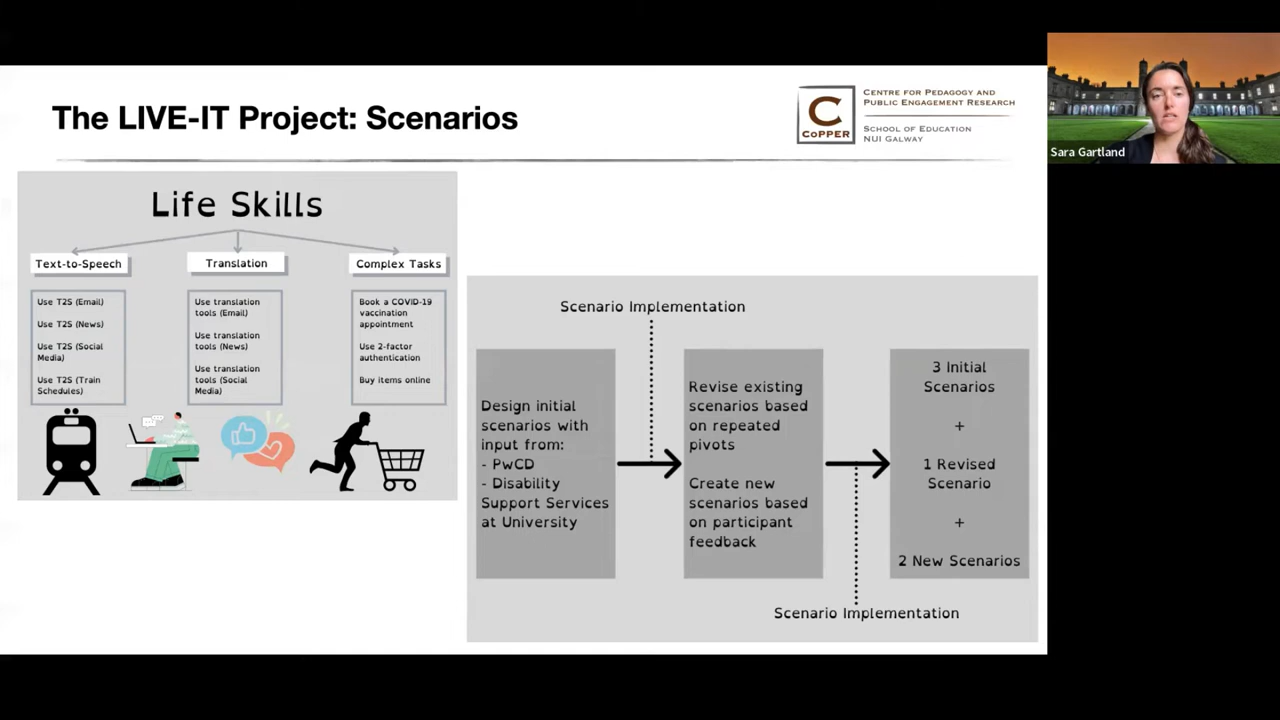 The LIVE-IT Project: Scenarios
C
CoPPER
CENTRE FOR PEDAGOGY AND
PUBLIC ENGAGEMENT RESEARCH
SCHOOL OF EDUCATION
NUI GALWAY
Sara Gartland
Life Skills
Text-to-Speech
Use T2S (Email)
Use T2S (News)
Use T2S (Social
Media)
Use T2S (Train
Schedules)
Translation
Use translation
tools (Email)
Use translation
tools (News)
Use translation
tools (Social
Media)
Complex Tasks
Book a COVID-19
vaccination
appointment
Use 2-factor
authentication
Buy items online
Scenario Implementation
Design initial
scenarios with
input from:
- PwCD
- Disability
Support Services
at University
Revise existing
scenarios based
on repeated
pivots
Create new
scenarios based
on participant
feedback
3 Initial
Scenarios
+
1 Revised
Scenario
+
2 New Scenarios
Scenario Implementation